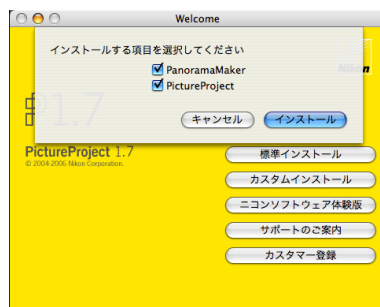 Welcome
インストールする項目を選択してください
PanoramaMaker
PictureProject
キャンセル
インストール
Nikon
P1.7
PictureProject 1.7
© 2004-2006 Nikon Corporation.
標準インストール
カスタムインストール
ニコンソフトウェア体験版
サポートのご案内
カスタマー登録